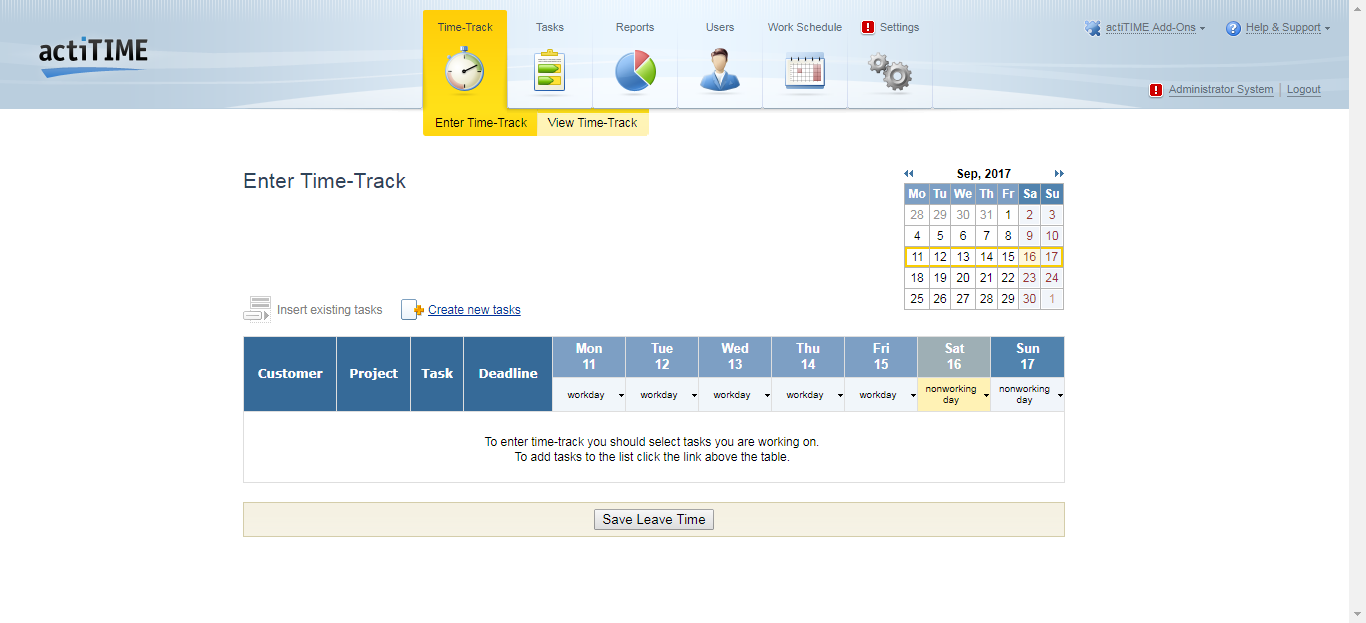 actiTIME
Time-Track
Tasks
Reports
Users
Work Schedule
! Settings
actiTIME Add-Ons
? Help & Support
! Administrator System
Logout
Enter Time-Track
View Time-Track
Enter Time-Track
Sep, 2017
Mo Tu We Th Fr Sa Su
28 29 30 31 1 2 3
4 5 6 7 8 9 10
11 12 13 14 15 16 17
18 19 20 21 22 23 24
25 26 27 28 29 30 1
Insert existing tasks
Create new tasks
Customer Project Task Deadline
Mon Tue Wed Thu Fri Sat Sun
11 12 13 14 15 16 17
workday workday workday workday workday nonworking day nonworking day
To enter time-track you should select tasks you are working on.
To add tasks to the list click the link above the table.
Save Leave Time